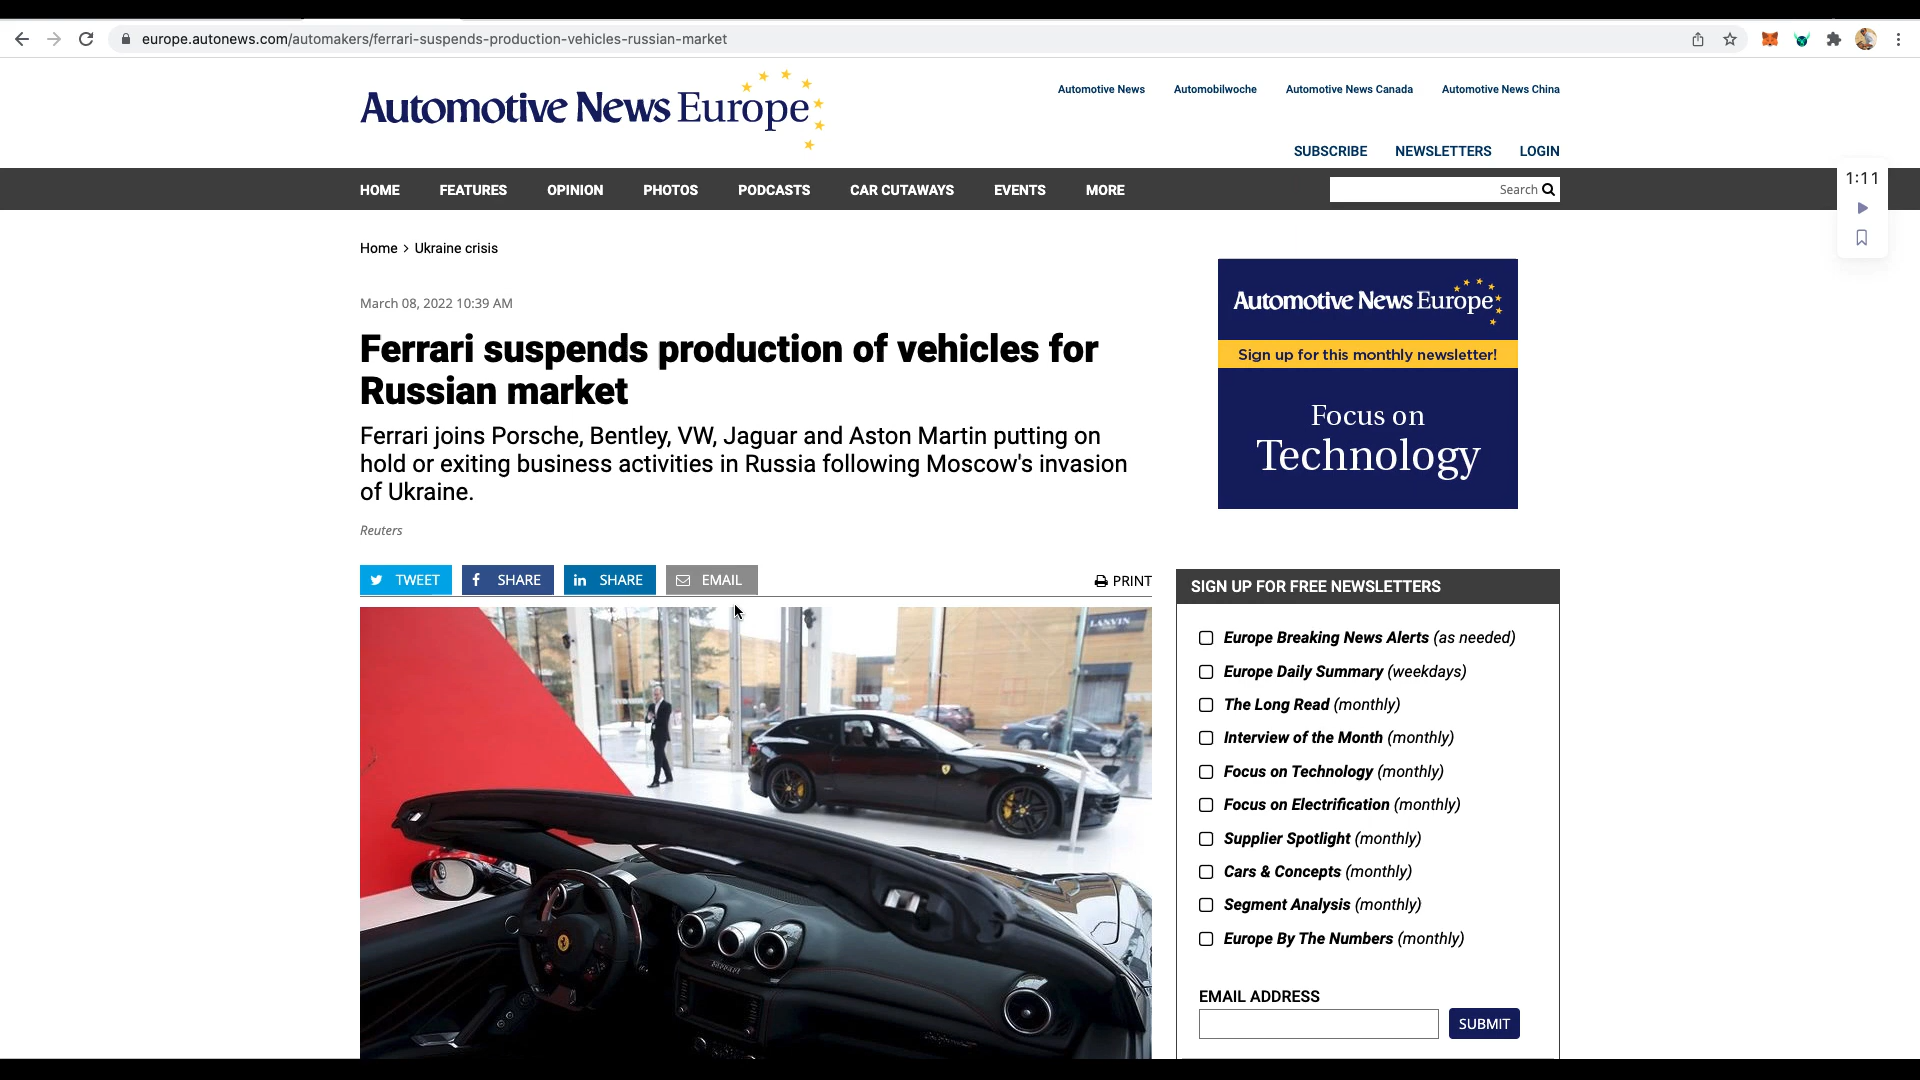 europe.autonews.com/automakers/ferrari-suspends-production-vehicles-russian-market
Automotive News Europe
Automotive News
Automobilwoche
Automotive News Canada
Automotive News China
SUBSCRIBE
NEWSLETTERS
LOGIN
HOME
FEATURES
OPINION
PHOTOS
PODCASTS
CAR CUTAWAYS
EVENTS
MORE
Search
1:11
Home > Ukraine crisis
March 08, 2022 10:39 AM
Ferrari suspends production of vehicles for
Russian market
Ferrari joins Porsche, Bentley, VW, Jaguar and Aston Martin putting on
hold or exiting business activities in Russia following Moscow's invasion
of Ukraine.
Reuters
TWEET
SHARE
SHARE
EMAIL
PRINT
LANVIN
Automotive News Europe
Sign up for this monthly newsletter!
Focus on
Technology
SIGN UP FOR FREE NEWSLETTERS
Europe Breaking News Alerts (as needed)
Europe Daily Summary (weekdays)
The Long Read (monthly)
Interview of the Month (monthly)
Focus on Technology (monthly)
Focus on Electrification (monthly)
Supplier Spotlight (monthly)
Cars & Concepts (monthly)
Segment Analysis (monthly)
Europe By The Numbers (monthly)
EMAIL ADDRESS
SUBMIT